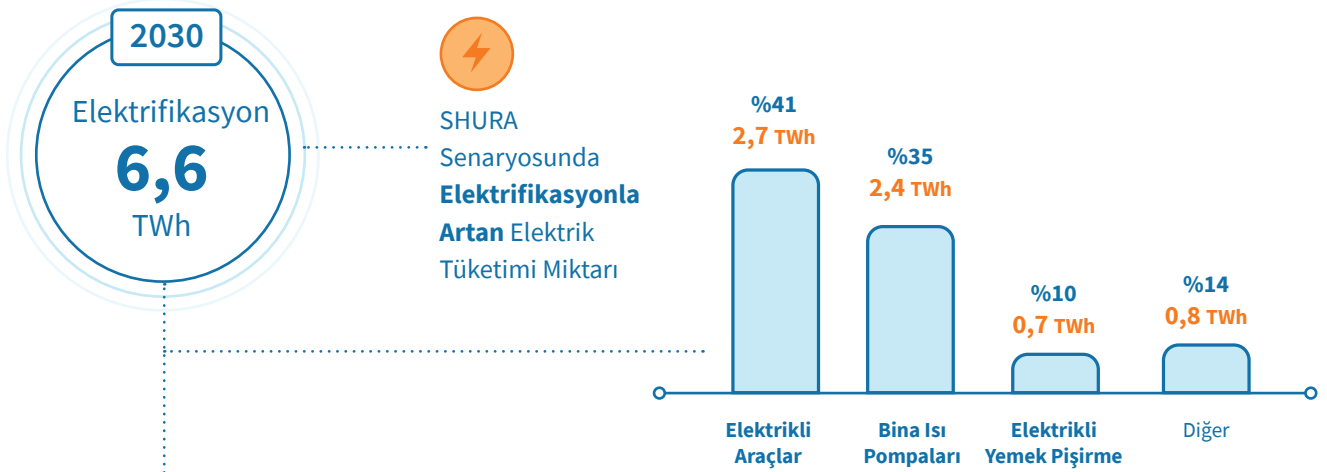 2030
Elektrifikasyon
6,6
TWh
SHURA
Senaryosunda
Elektrifikasyonla
Artan Elektrik
Tüketimi Miktarı
%41
2,7 TWh
%35
2,4 TWh
%10
0,7 TWh
%14
0,8 TWh
Elektrikli
Araçlar
Bina Isı
Pompaları
Elektrikli
Yemek Pişirme
Diğer